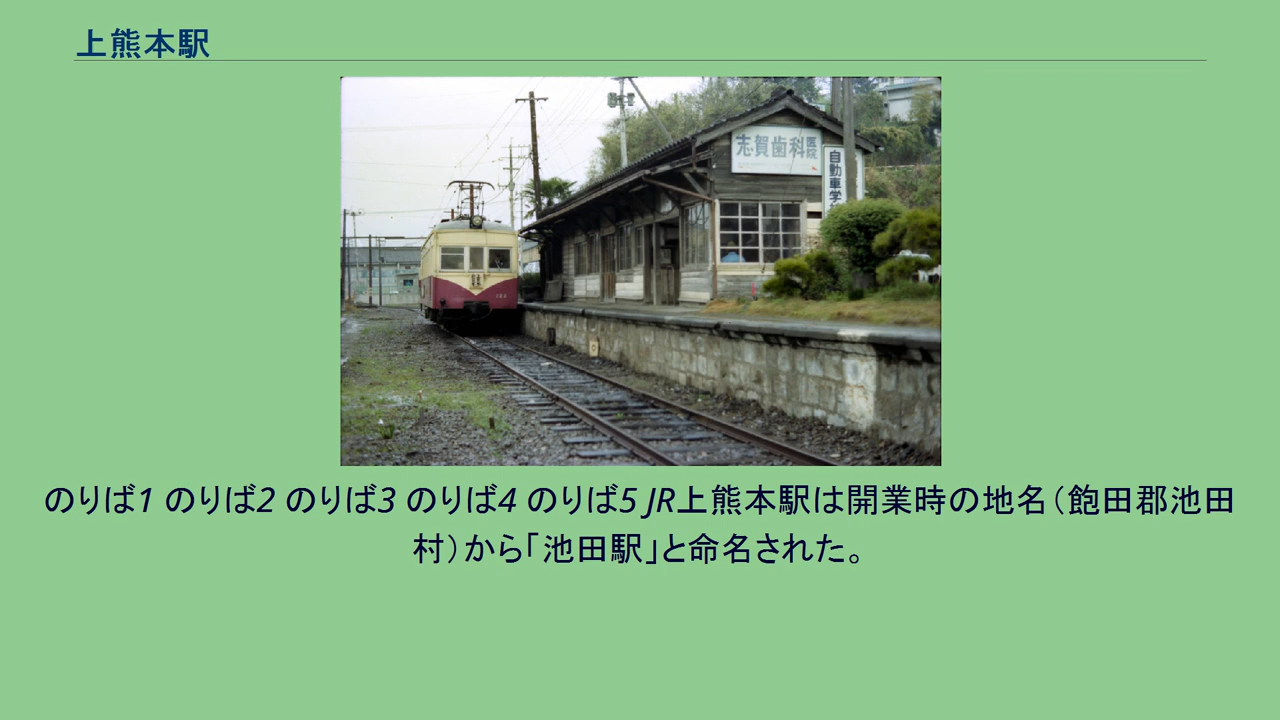 上熊本駅
志賀歯科医院
自動車学
のりば1 のりば2 のりば3 のりば4 のりば5 JR上熊本駅は開業時の地名（飽田郡池田
村）から「池田駅」と命名された。